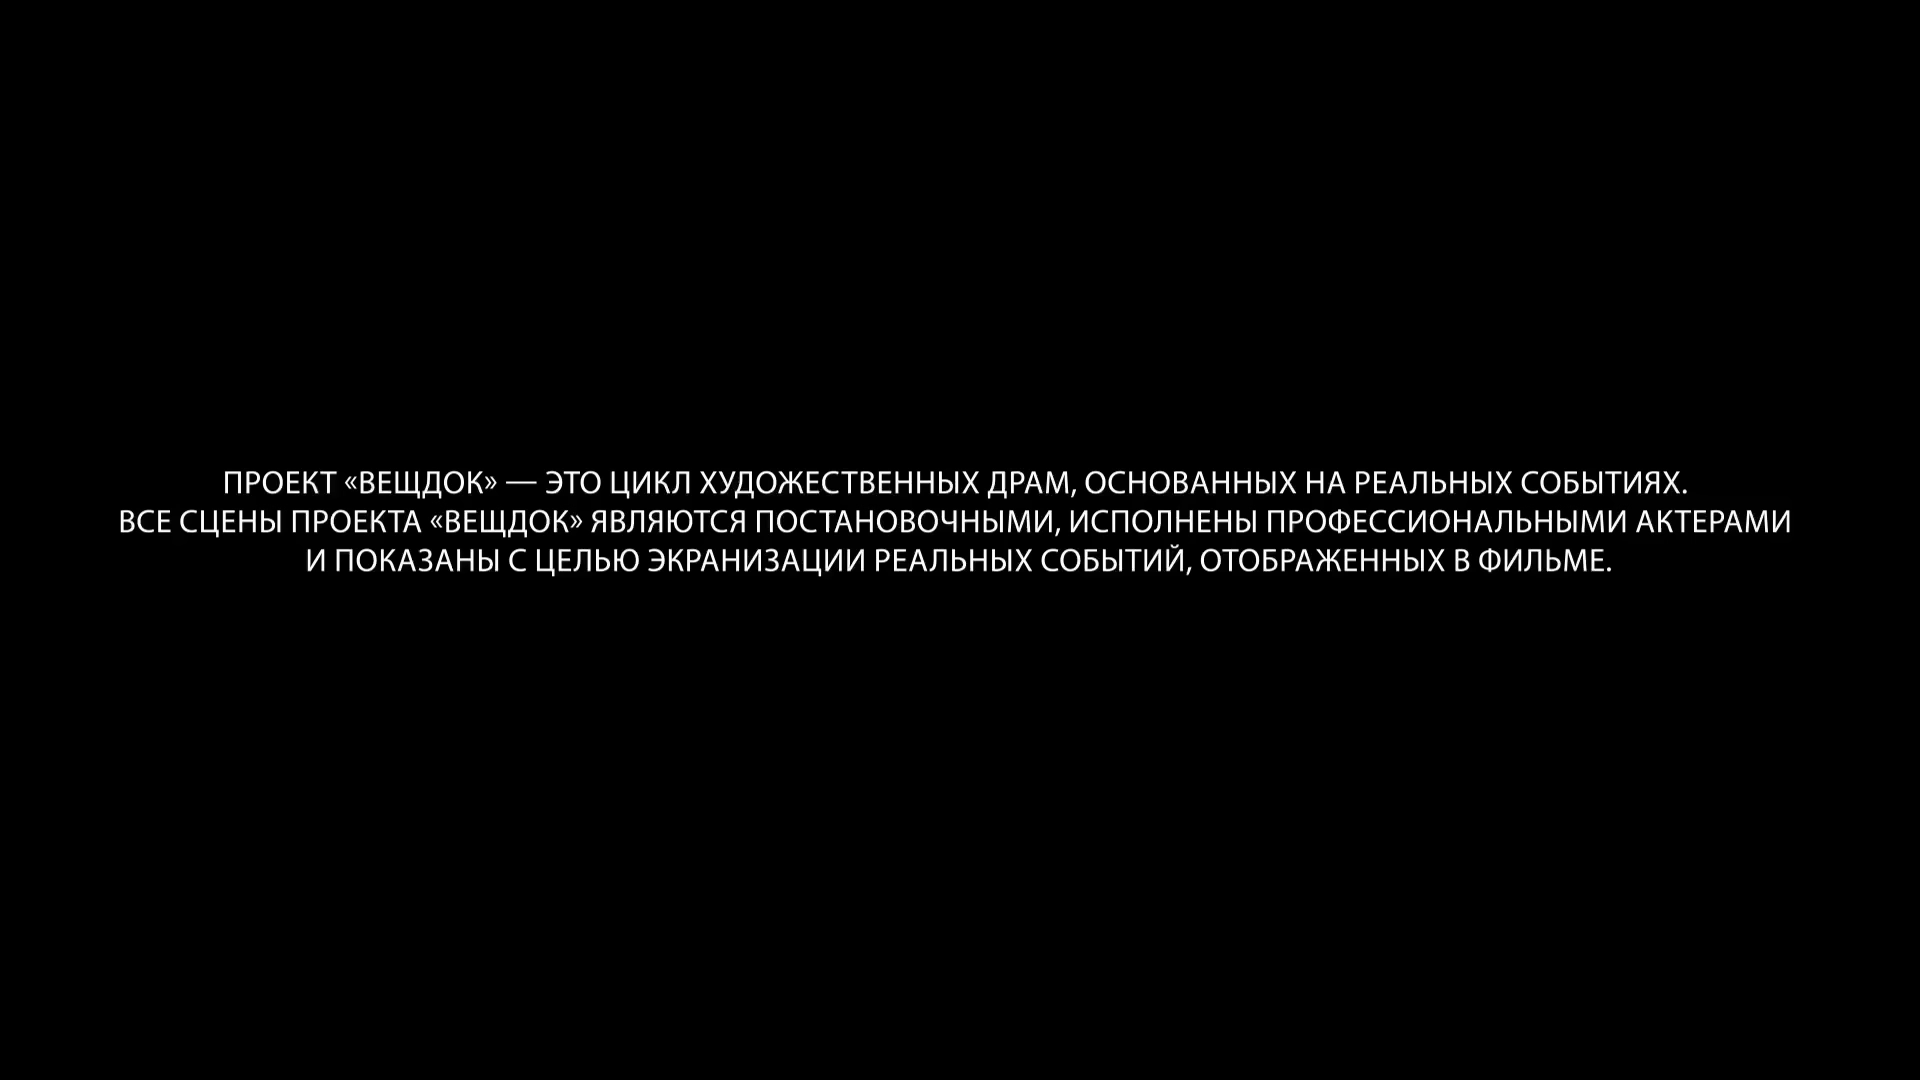 ПРОЕКТ «ВЕЩДОК» — ЭТО ЦИКЛ ХУДОЖЕСТВЕННЫХ ДРАМ, ОСНОВАННЫХ НА РЕАЛЬНЫХ СОБЫТИЯХ.
ВСЕ СЦЕНЫ ПРОЕКТА «ВЕЩДОК» ЯВЛЯЮТСЯ ПОСТАНОВОЧНЫМИ, ИСПОЛНЕНЫ ПРОФЕССИОНАЛЬНЫМИ АКТЕРАМИ
И ПОКАЗАНЫ С ЦЕЛЬЮ ЭКРАНИЗАЦИИ РЕАЛЬНЫХ СОБЫТИЙ, ОТОБРАЖЕННЫХ В ФИЛЬМЕ.